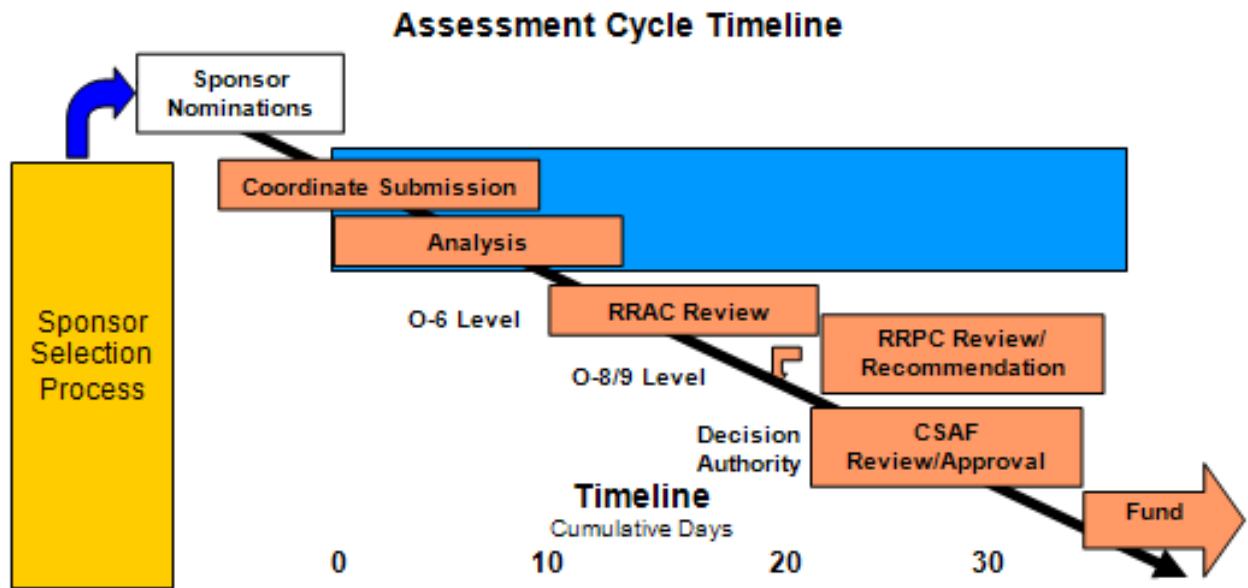 Assessment Cycle Timeline
Sponsor
Nominations
Coordinate Submission
Analysis
Sponsor
Selection
Process
O-6 Level
RRAC Review
RRPC Review/
Recommendation
O-8/9 Level
Decision
Authority
CSAF
Review/Approval
Timeline
Cumulative Days
Fund
0 10 20 30